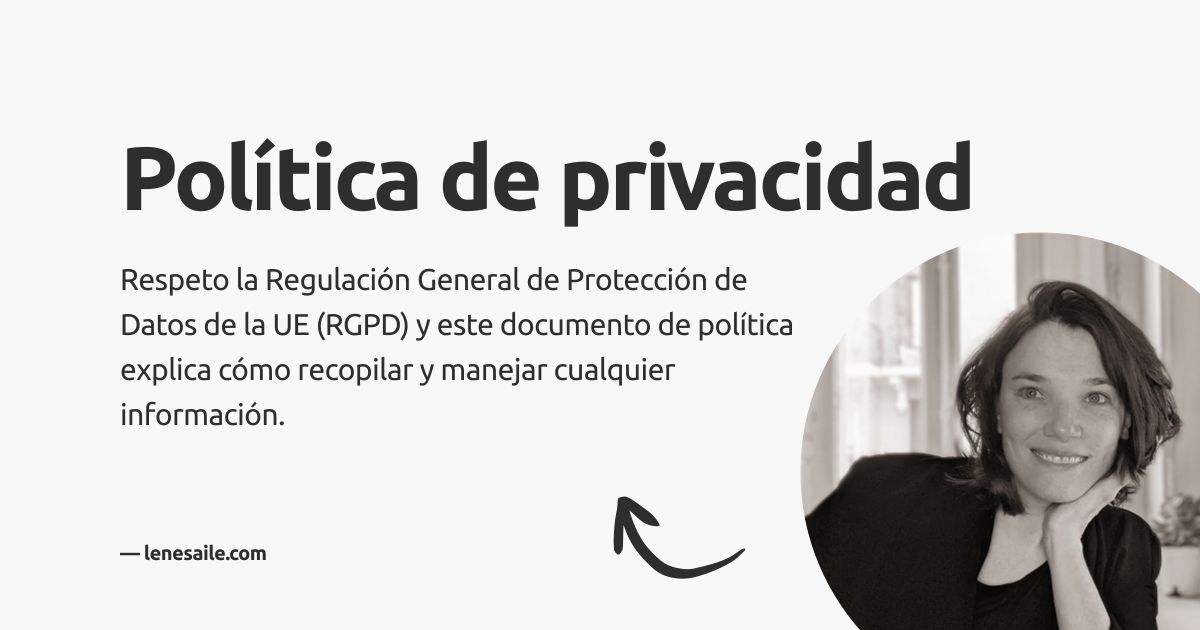 Política de privacidad
Respeto la Regulación General de Protección de
Datos de la UE (RGPD) y este documento de política
explica cómo recopilar y manejar cualquier
información.
— lenesaile.com